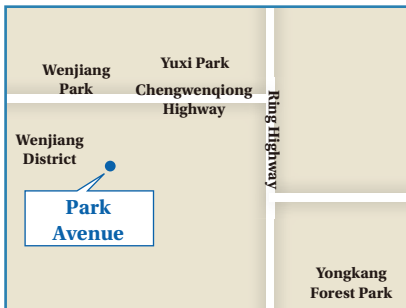 Wenjiang
Park
Yuxi Park
Chengwenqiong
Highway
Ring Highway
Wenjiang
District
Park
Avenue
Yongkang
Forest Park